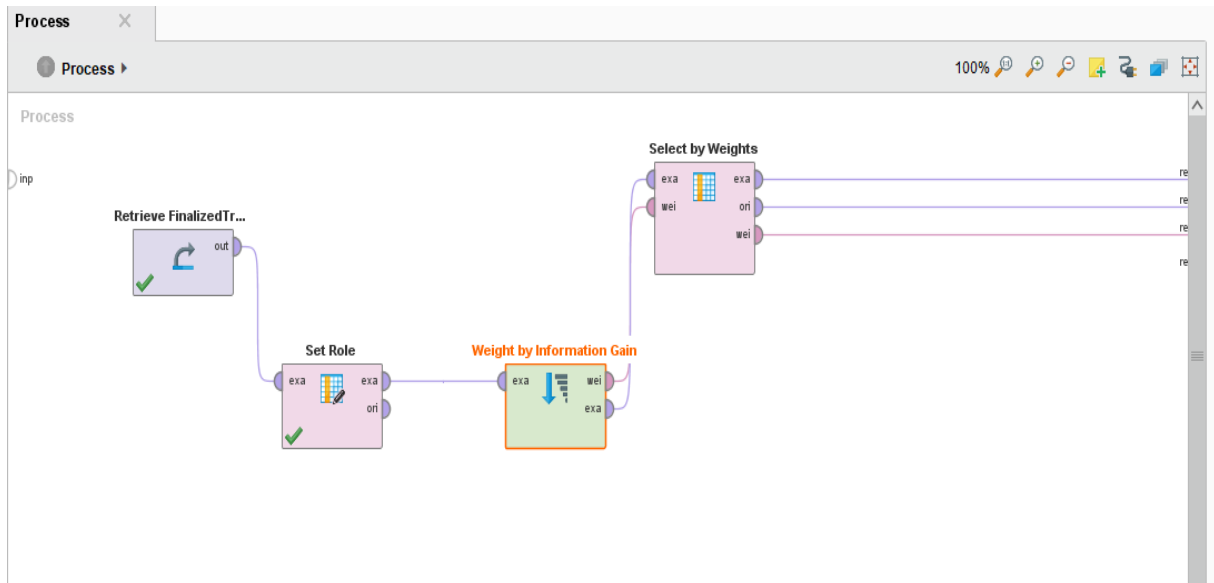 Process
Process
100%
Process
inp
Retrieve FinalizedTr...
out
Set Role
exa exa
ori
Weight by Information Gain
exa wei
exa
Select by Weights
exa exa
wei ori
wei
re
re
re
re